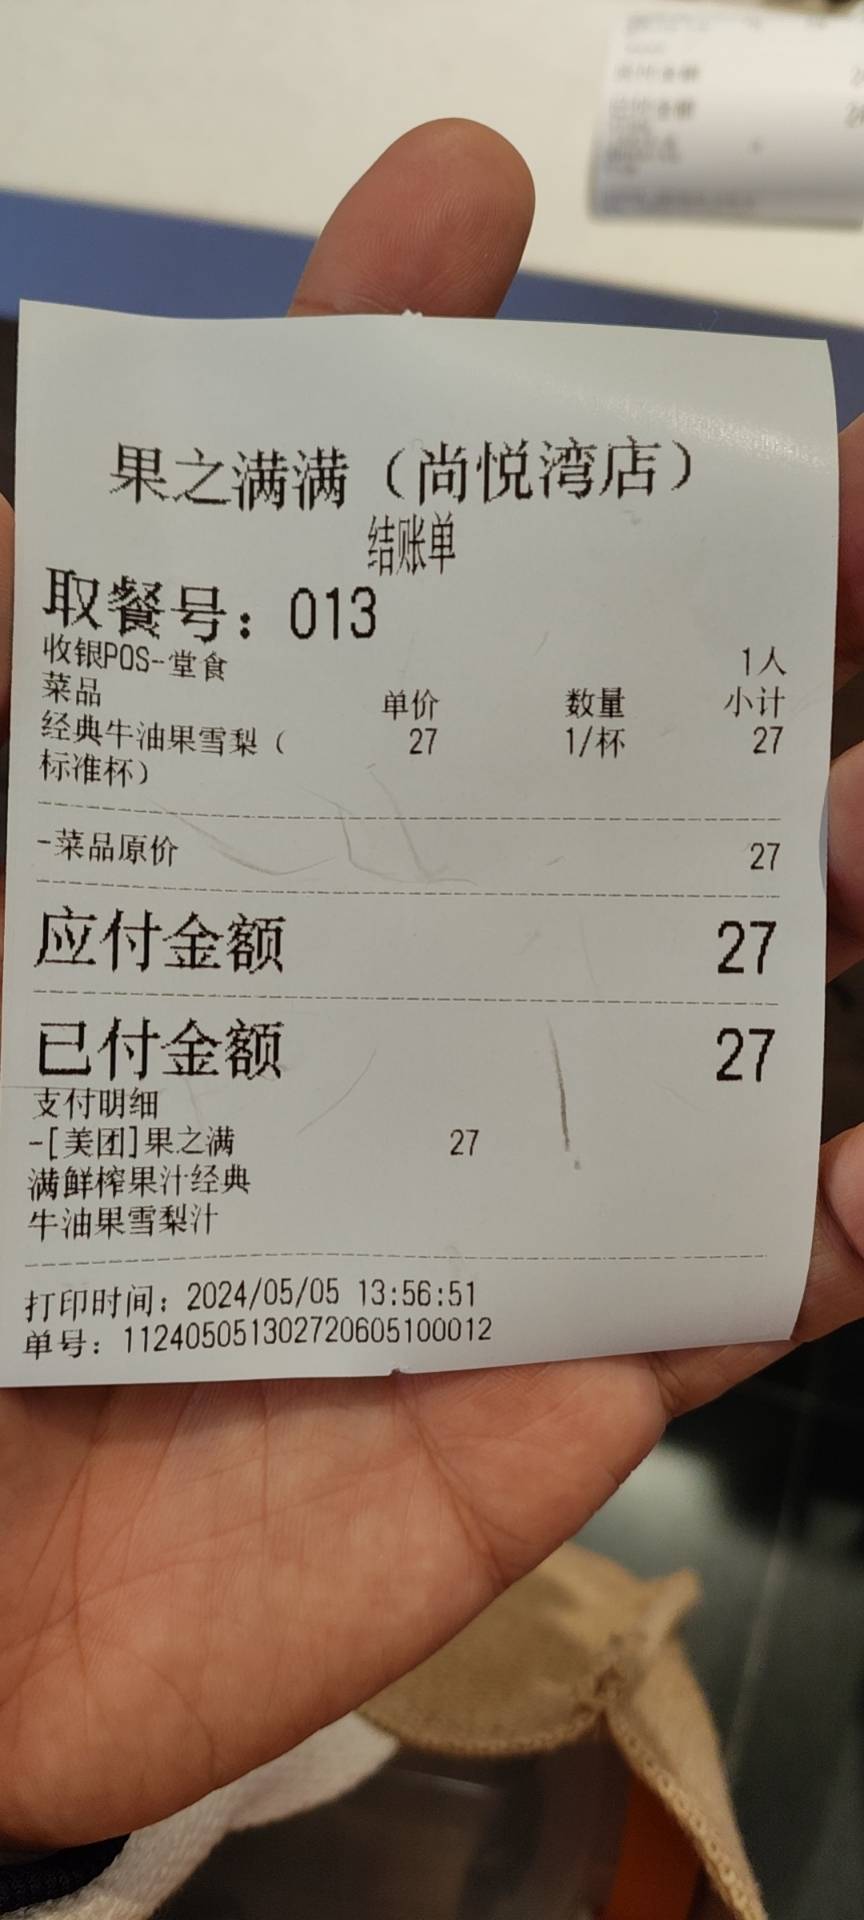 果之满满（尚悦湾店）
结账单
取餐号：013
收银POS-堂食 1人
菜品 单价 数量 小计
经典牛油果雪梨（ 27 1/杯 27
标准杯）
-菜品原价 27
应付金额 27
已付金额 27
支付明细
-[美团]果之满 27
满鲜榨果汁经典
牛油果雪梨汁
打印时间：2024/05/05 13:56:51
单号：112405051302720605100012